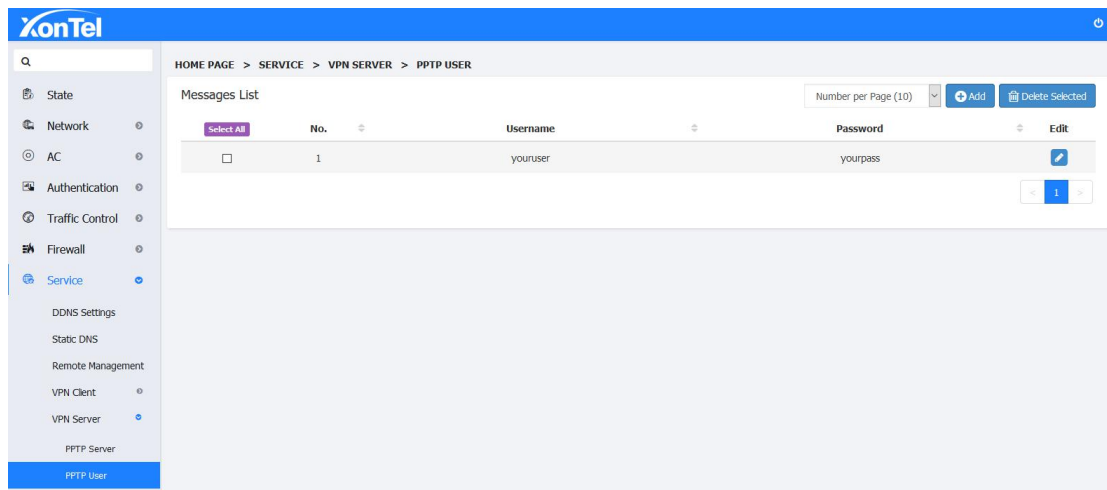 XonTel
HOME PAGE > SERVICE > VPN SERVER > PPTP USER
State
Network
AC
Authentication
Traffic Control
Firewall
Service
DDNS Settings
Static DNS
Remote Management
VPN Client
VPN Server
PPTP Server
PPTP User
Messages List
Number per Page (10)
Add
Delete Selected
Select All No. Username Password Edit
1 youruser yourpass
< 1 >